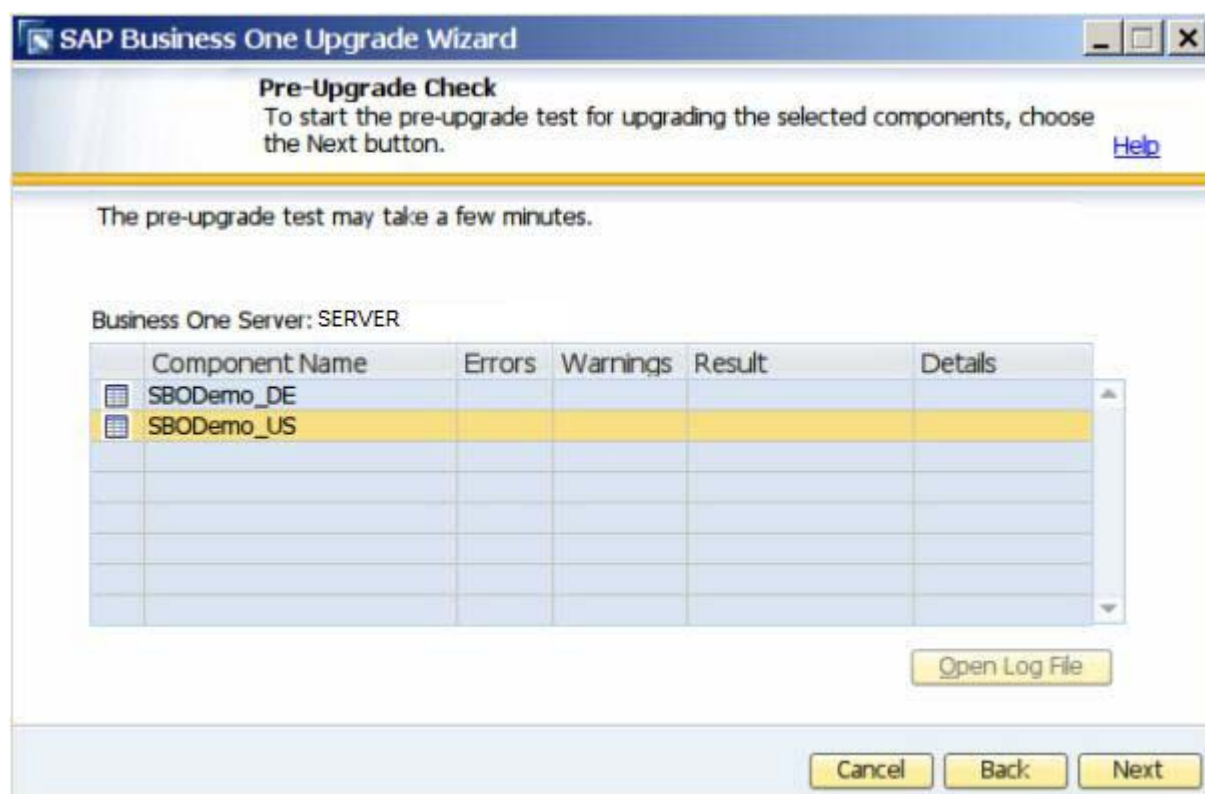 SAP Business One Upgrade Wizard
Pre-Upgrade Check
To start the pre-upgrade test for upgrading the selected components, choose
the Next button.
Help
The pre-upgrade test may take a few minutes.
Business One Server: SERVER
Component Name Errors Warnings Result Details
SBODemo_DE
SBODemo_US
Open Log File
Cancel Back Next